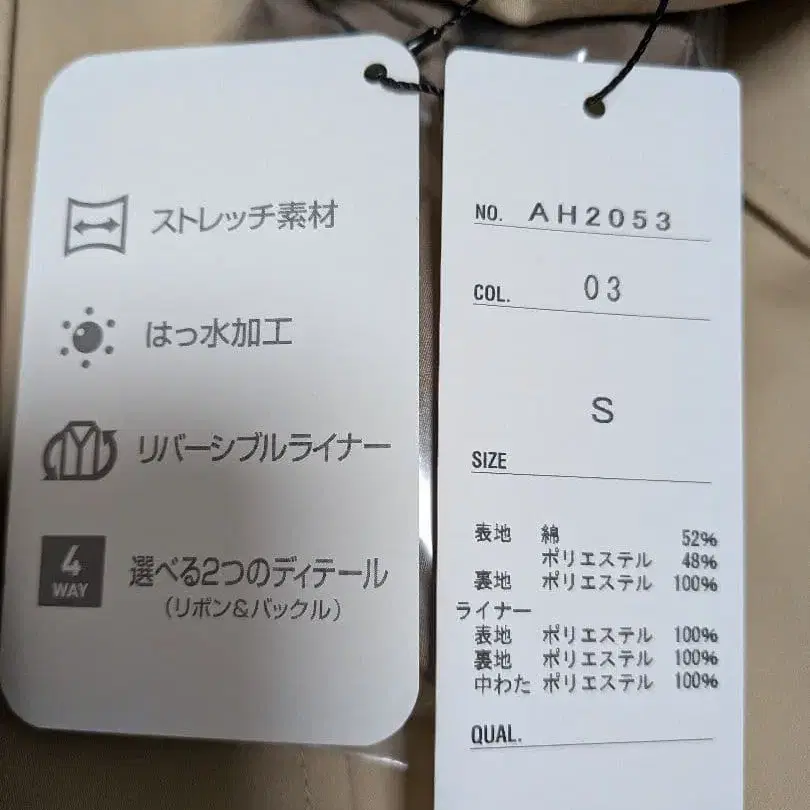 ストレッチ素材
はっ水加工
リバーシブルライナー
4
WAY
選べる2つのディテール
(リボン&バックル)
NO. AH2053
COL. 03
S
SIZE
表地 綿 52%
ポリエステル 48%
裏地 ポリエステル 100%
ライナー
表地 ポリエステル 100%
裏地 ポリエステル 100%
中わた ポリエステル 100%
QUAL.